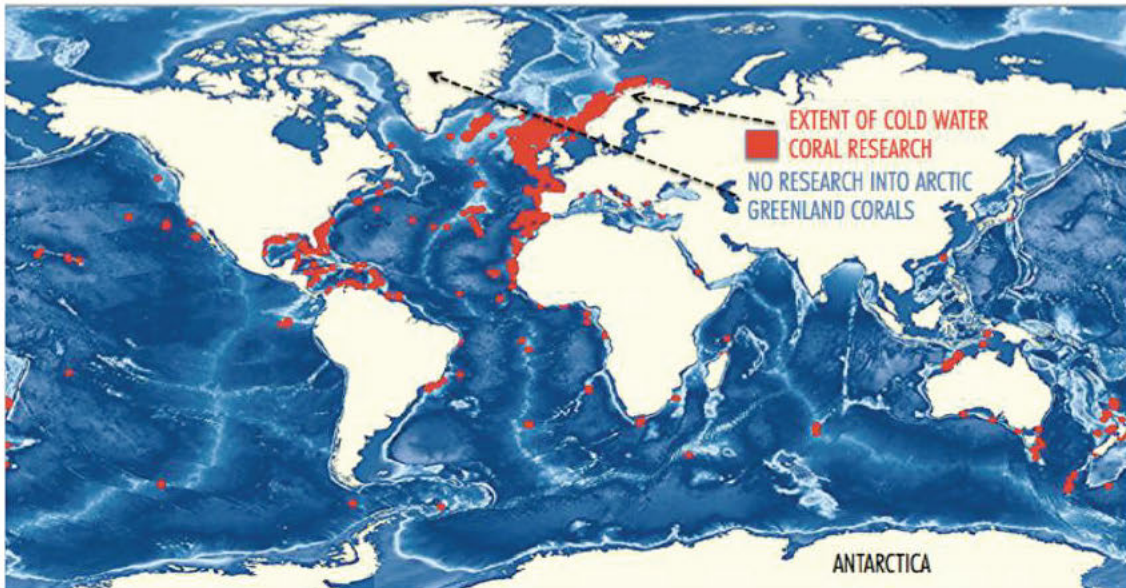 EXTENT OF COLD WATER
CORAL RESEARCH
NO RESEARCH INTO ARCTIC
GREENLAND CORALS
ANTARCTICA